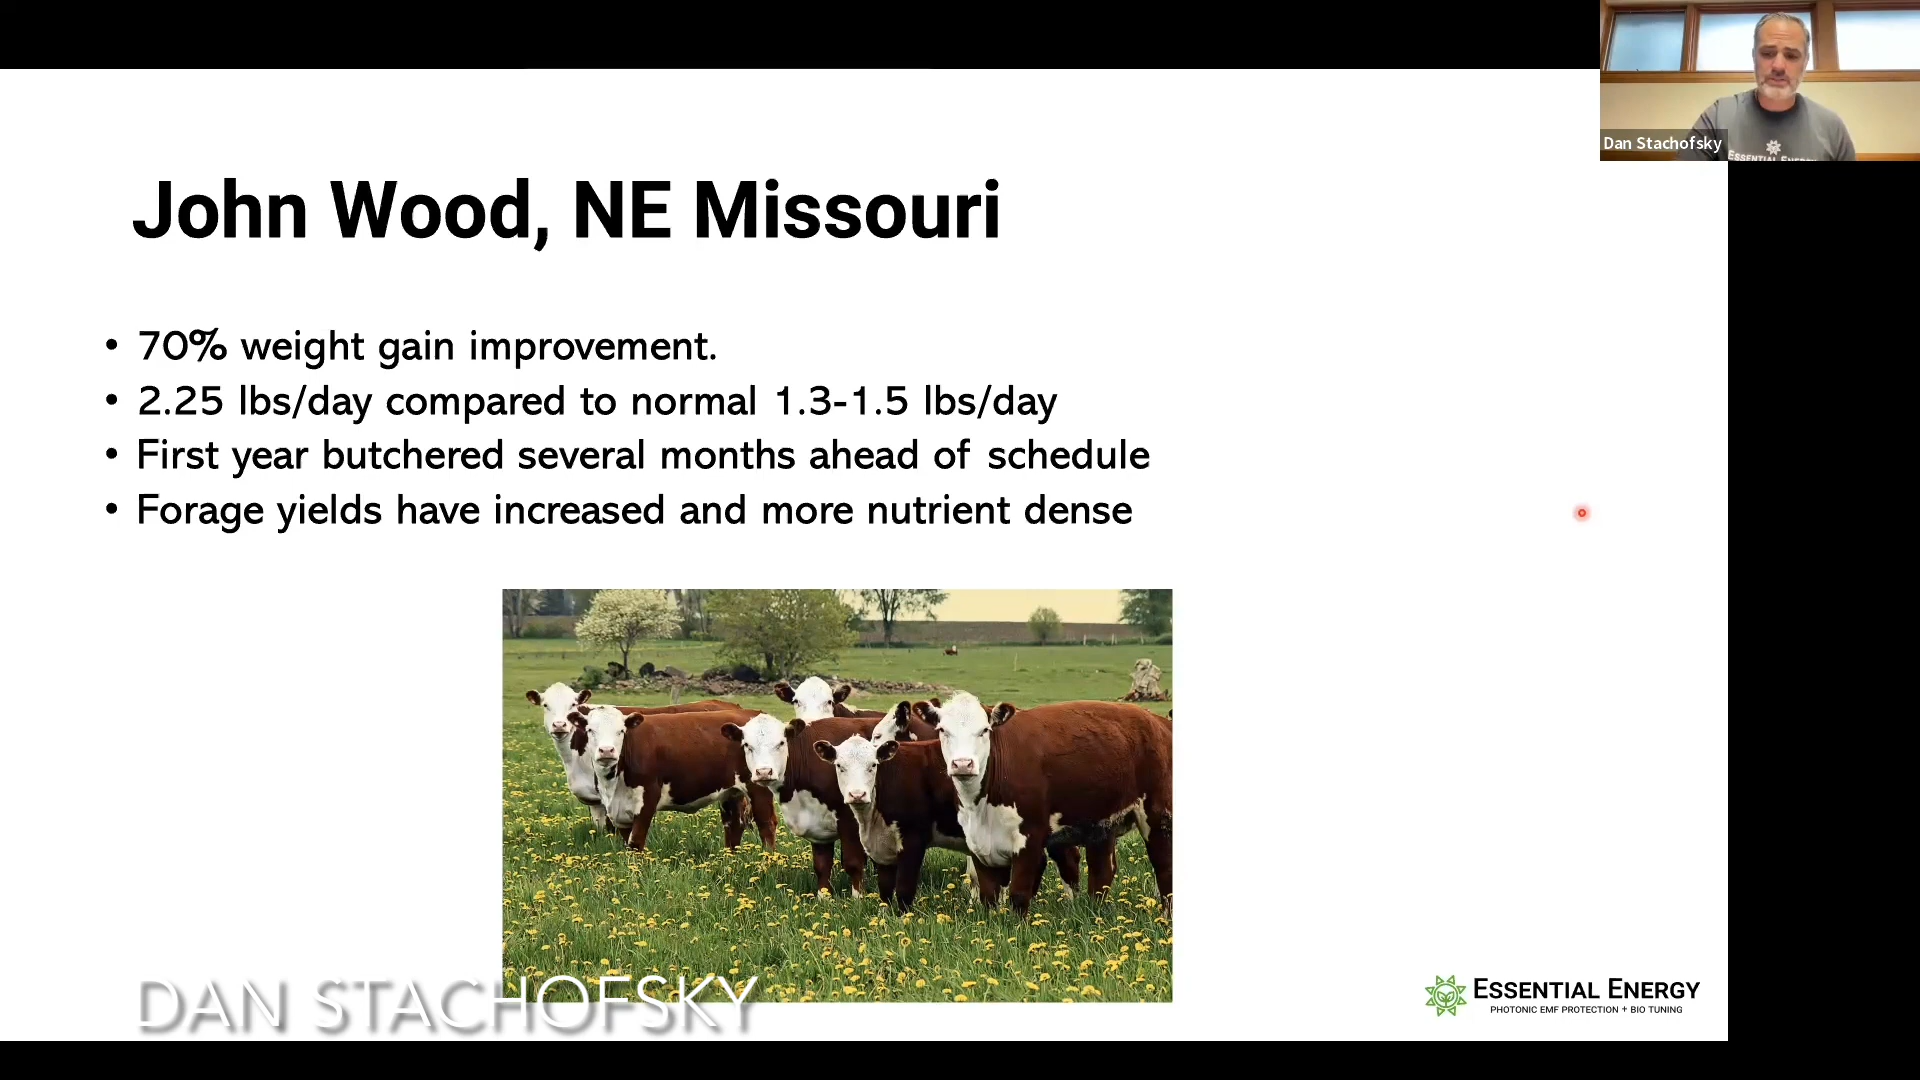 Dan Stachofsky
ESSENTIAL ENERGY
John Wood, NE Missouri
• 70% weight gain improvement.
• 2.25 lbs/day compared to normal 1.3-1.5 lbs/day
• First year butchered several months ahead of schedule
• Forage yields have increased and more nutrient dense
DAN STACHOFSKY
ESSENTIAL ENERGY
PHOTONIC EMF PROTECTION + BIO TUNING